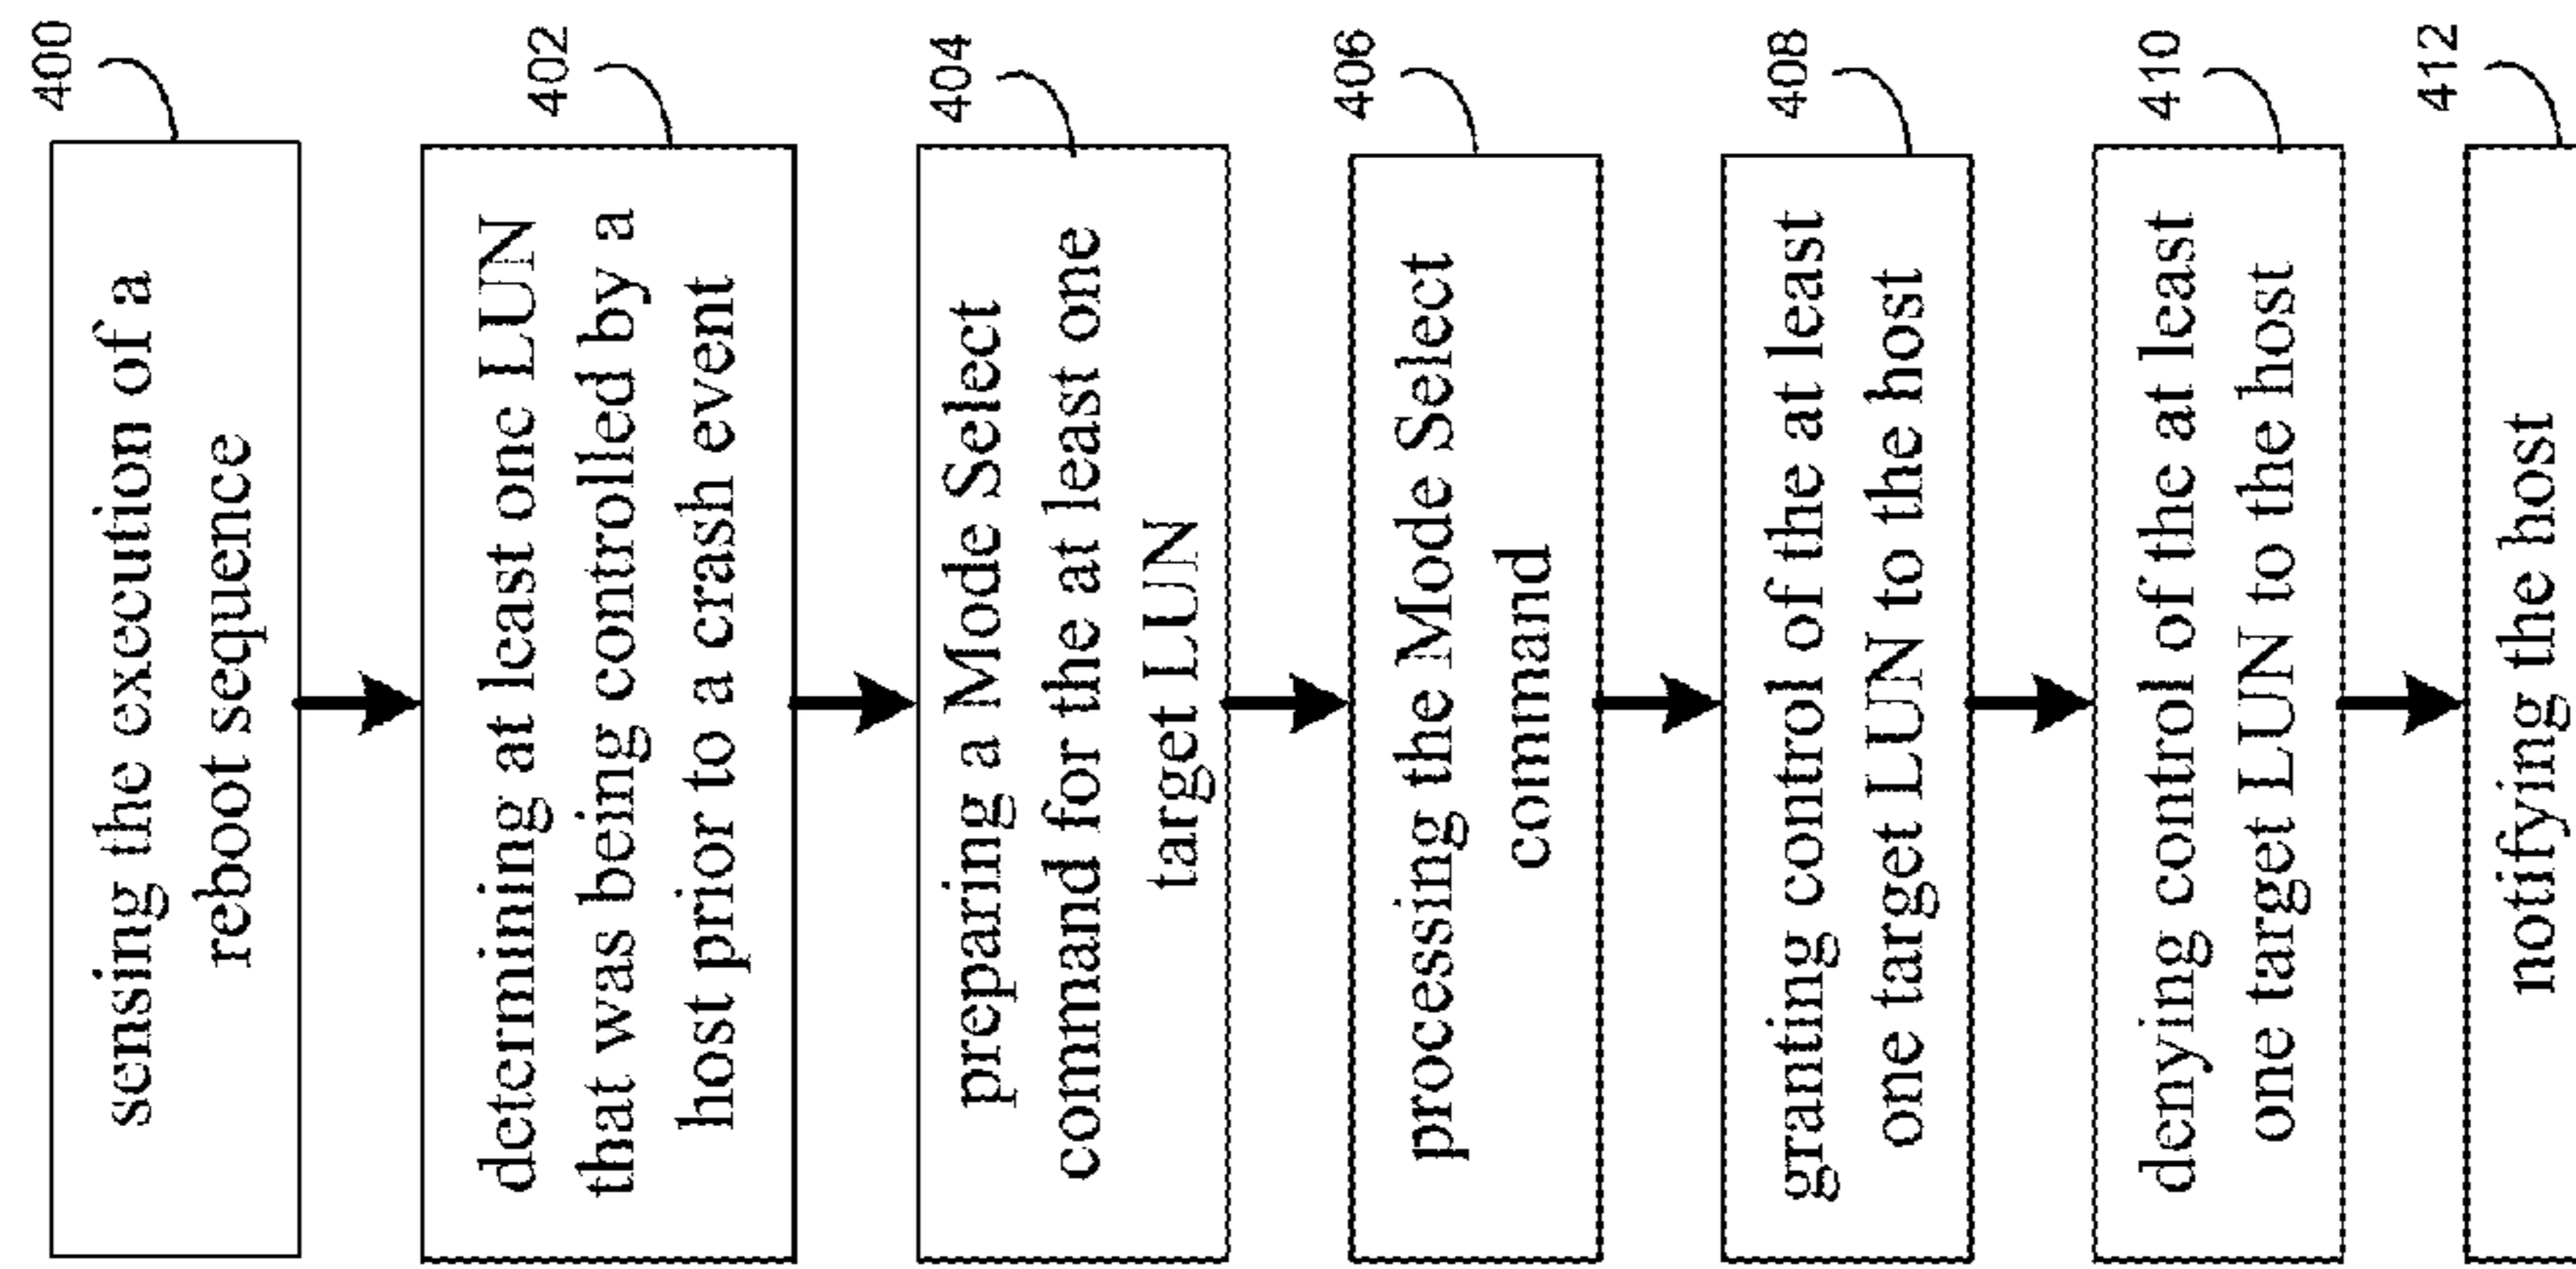 400
sensing the execution of a
reboot sequence
402
determining at least one LUN
that was being controlled by a
host prior to a crash event
404
preparing a Mode Select
command for the at least one
target LUN
406
processing the Mode Select
command
408
granting control of the at least
one target LUN to the host
410
denying control of the at least
one target LUN to the host
412
notifying the host